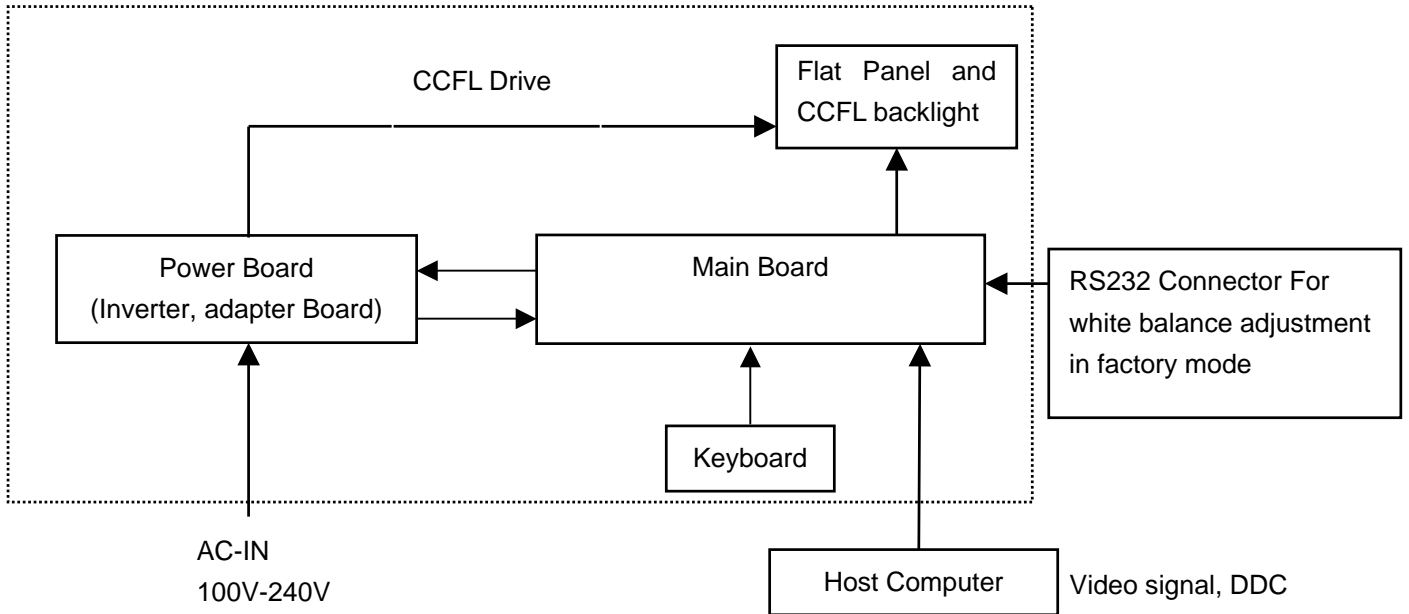 CCFL Drive
Flat Panel and
CCFL backlight
Power Board
(Inverter, adapter Board)
Main Board
RS232 Connector For
white balance adjustment
in factory mode
Keyboard
AC-IN
100V-240V
Host Computer
Video signal, DDC